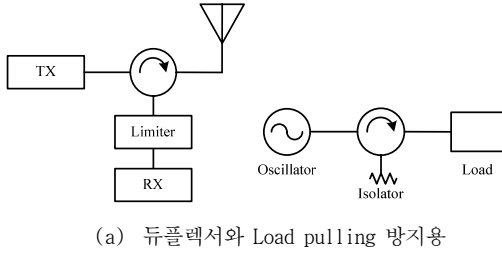 TX
Limiter
RX
Oscillator
Isolator
Load
(a) 듀플렉서와 Load pulling 방지용